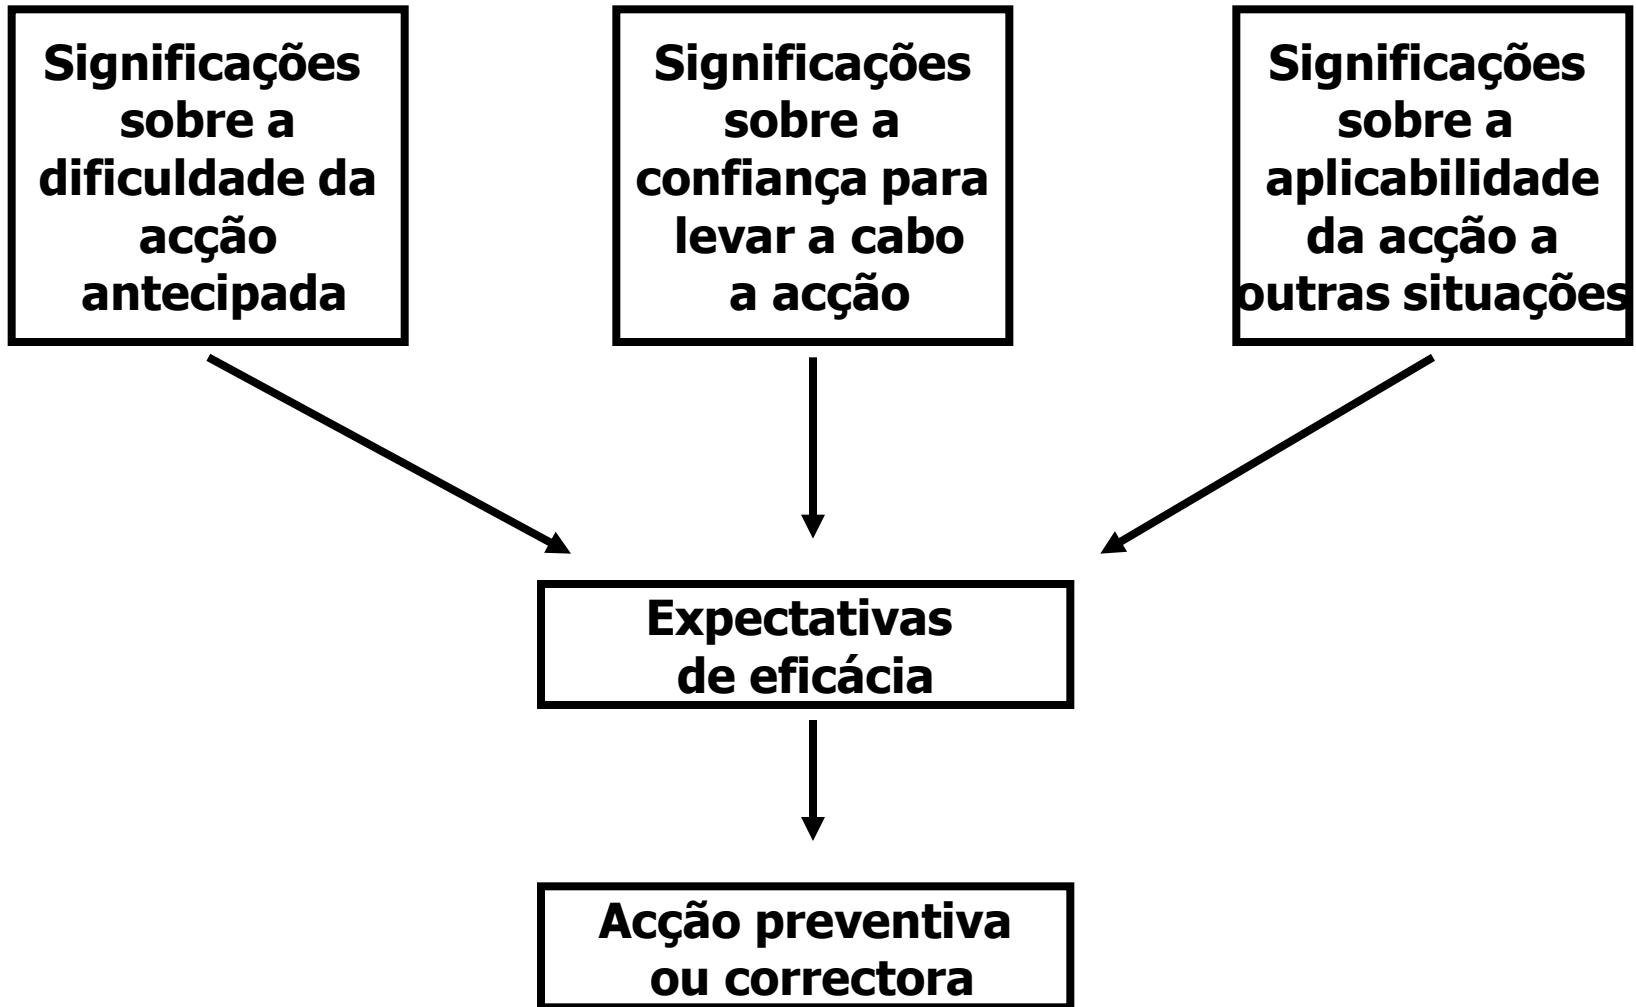 Significações
sobre a
dificuldade da
acção
antecipada
Significações
sobre a
confiança para
levar a cabo
a acção
Significações
sobre a
aplicabilidade
da acção a
outras situações
Expectativas
de eficácia
Acção preventiva
ou correctora